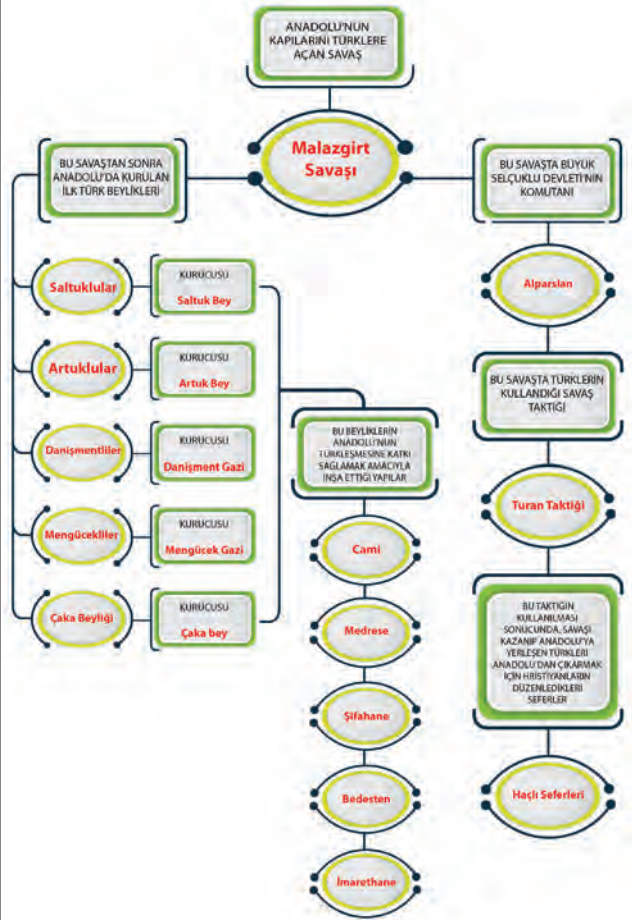 ANADOLU'NUN
KAPILARINI TÜRKLERE
AÇAN SAVAŞ
Malazgirt
Savaşı
BU SAVAŞTAN SONRA
ANADOLU'DA KURULAN
İLK TÜRK BEYLİKLERİ
Saltuklular
KURUCUSU
Saltuk Bey
Artuklular
KURUCUSU
Artuk Bey
Danişmentliler
KURUCUSU
Danişment Gazi
Mengücekliler
KURUCUSU
Mengücek Gazi
Çaka Beyliği
KURUCUSU
Çaka bey
BU BEYLİKLERİN
ANADOLU'NUN
TÜRKLEŞMESİNE KATKI
SAĞLAMAK AMACIYLA
İNŞA ETTİĞİ YAPILAR
Cami
Medrese
Şifahane
Bedesten
İmarethane
BU SAVAŞTA BÜYÜK
SELÇUKLU DEVLETİ'NİN
KOMUTANI
Alparslan
BU SAVAŞTA TÜRKLERİN
KULLANDIĞI SAVAŞ
TAKTİĞİ
Turan Taktiği
BU TAKTİĞİN
KULLANILMASI
SONUCUNDA, SAVAŞI
KAZANIP ANADOLU'YA
YERLEŞEN TÜRKLERİ
ANADOLU'DAN ÇIKARMAK
İÇİN HRİSTİYANLARIN
DÜZENLEDİKLERİ
SEFERLER
Haçlı Seferleri